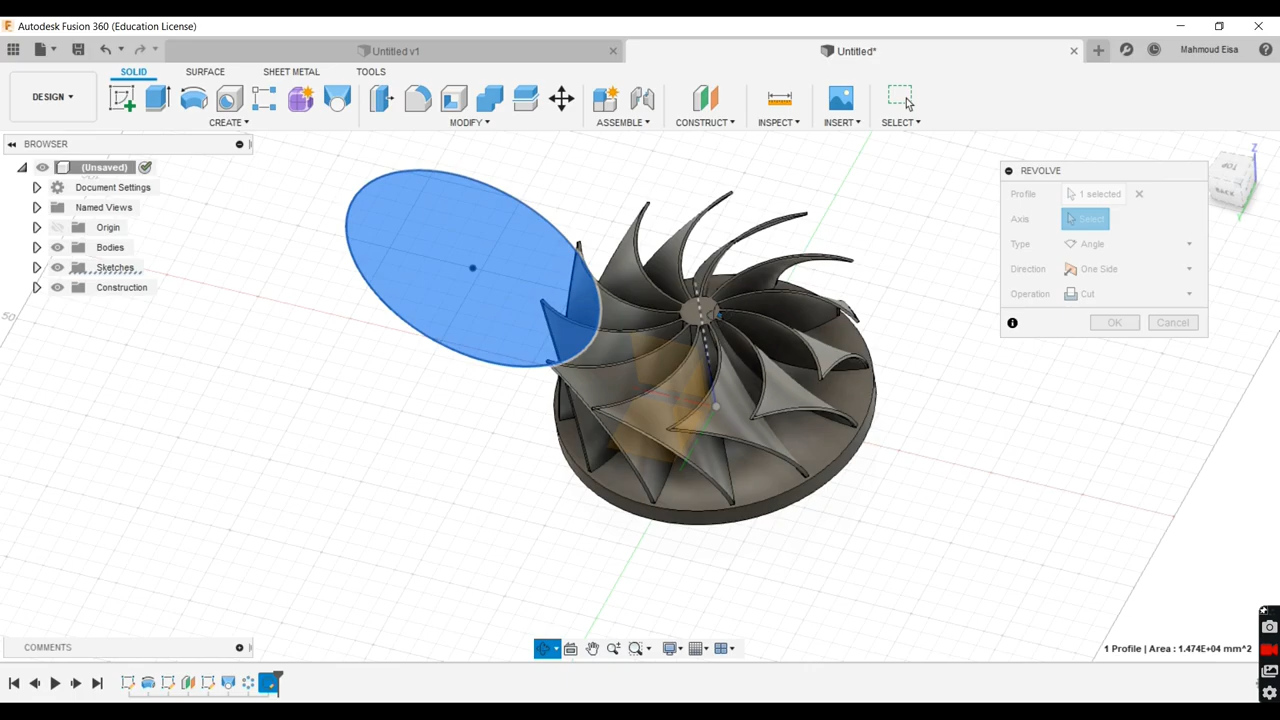 Autodesk Fusion 360 (Education License)
Untitled v1
Untitled*
Mahmoud Eisa
SOLID SURFACE SHEET METAL TOOLS
DESIGN
CREATE MODIFY ASSEMBLE CONSTRUCT INSPECT INSERT SELECT
BROWSER
(Unsaved)
Document Settings
Named Views
Origin
Bodies
Sketches
Construction
REVOLVE
Profile 1 selected
Axis Select
Type Angle
Direction One Side
Operation Cut
OK Cancel
Z
TOP
BACK
50
COMMENTS
1 Profile | Area : 1.474E+04 mm^2